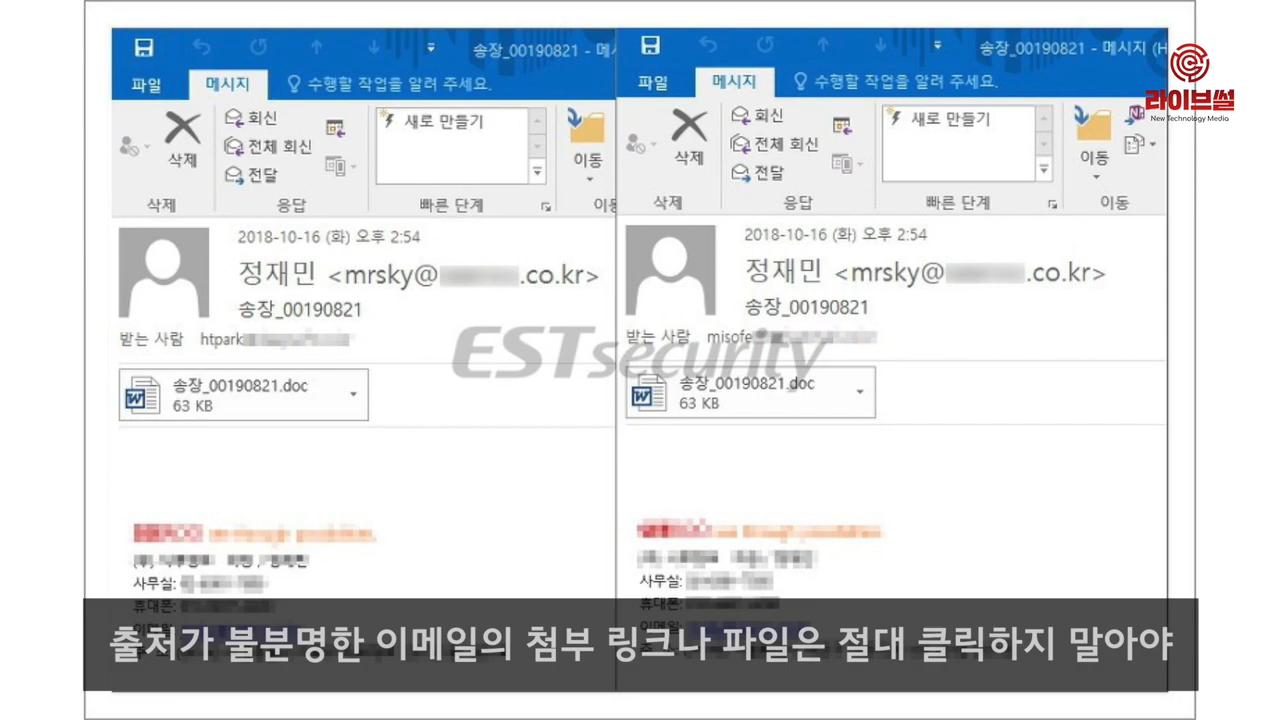 라이브썰
New Technology Media
송장_00190821 - 메시
파일
메시지
수행할 작업을 알려 주세요.
삭제
회신
전체 회신
전달
새로 만들기
이동
삭제
응답
빠른 단계
이동
2018-10-16 (화) 오후 2:54
정재민 <mrsky@ .co.kr>
송장_00190821
받는 사람 htpark
송장_00190821.doc
63 KB
사무실:
휴대폰:
송장_00190821 - 메시지 (H
파일
메시지
수행할 작업을 알려 주세요.
삭제
회신
전체 회신
전달
새로 만들기
이동
삭제
응답
빠른 단계
이동
2018-10-16 (화) 오후 2:54
정재민 <mrsky@ .co.kr>
송장_00190821
받는 사람 misofe
송장_00190821.doc
63 KB
사무실:
휴대폰:
이메일:
ESTsecurity
출처가 불분명한 이메일의 첨부 링크나 파일은 절대 클릭하지 말아야